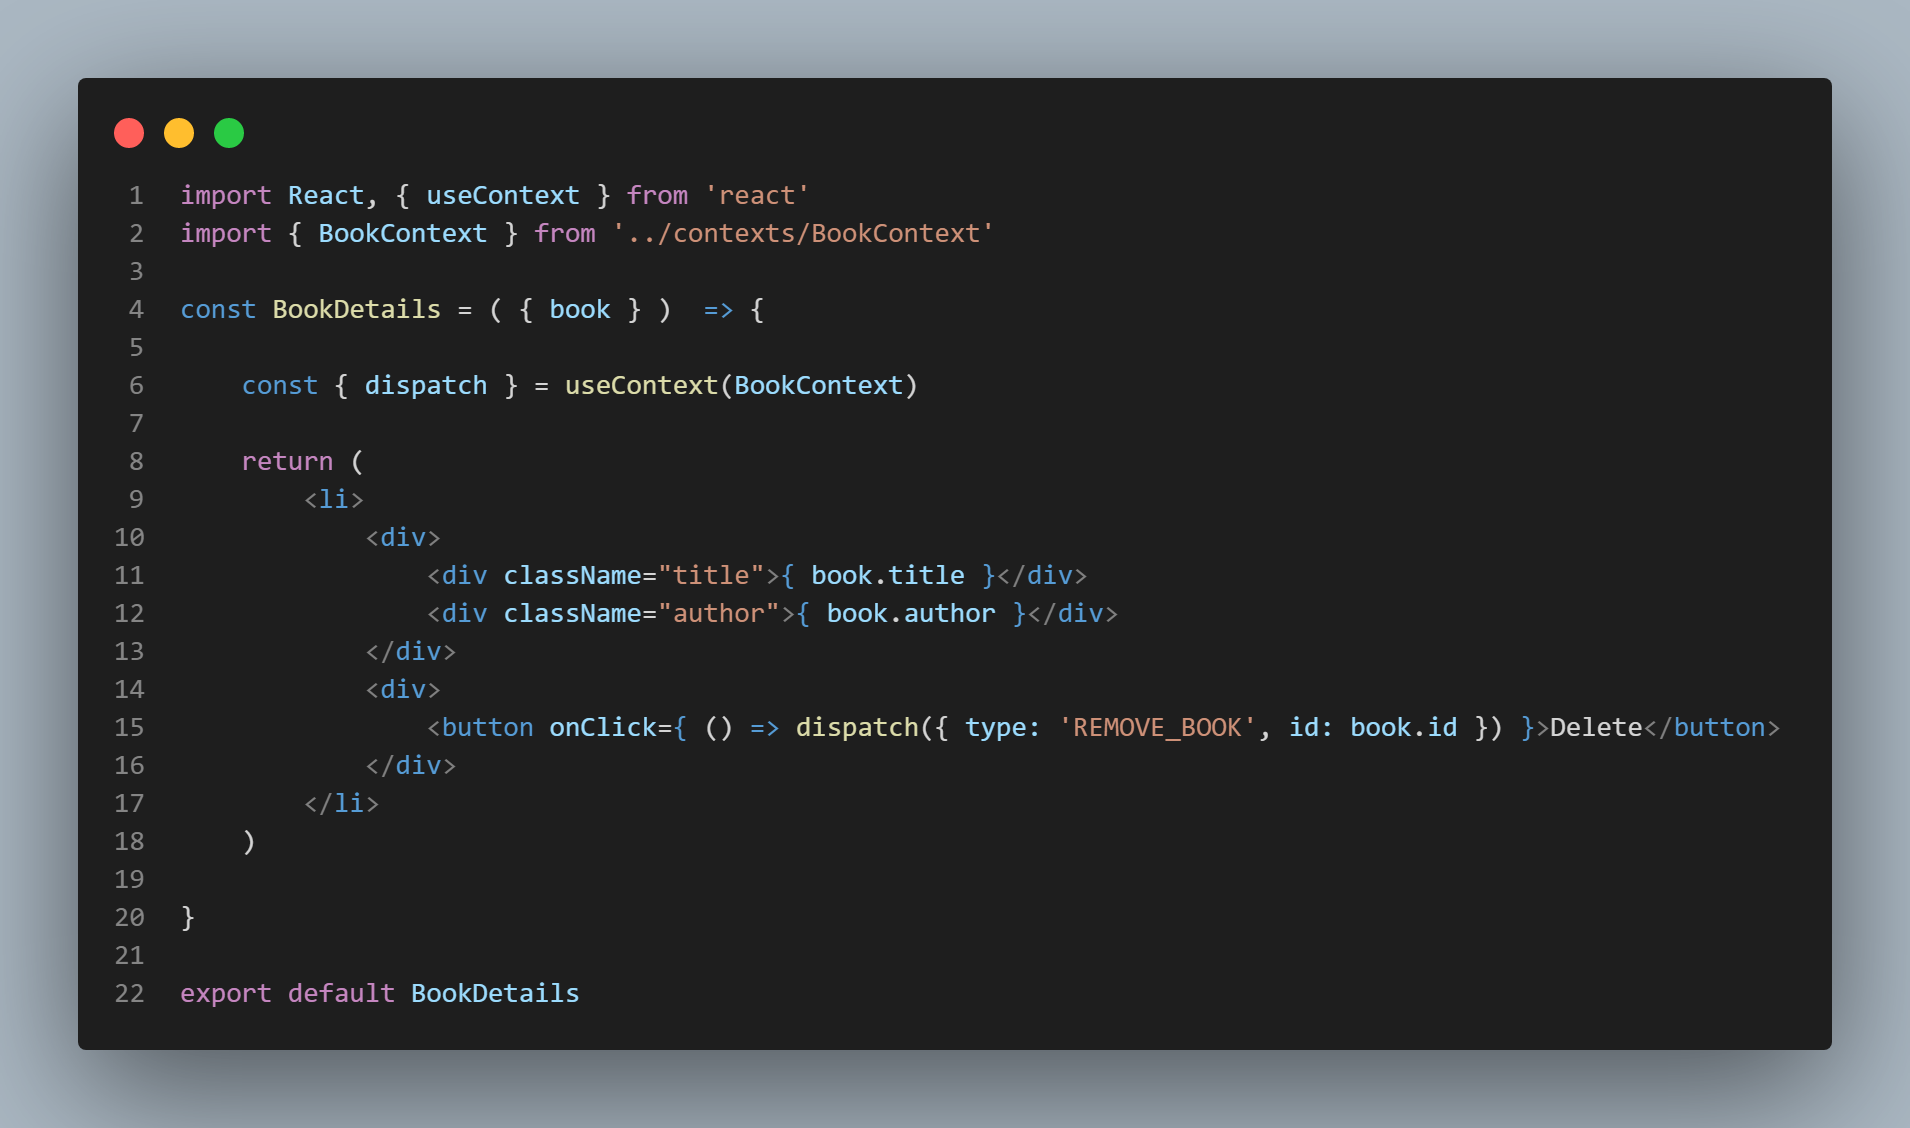 1 import React, { useContext } from 'react'
2 import { BookContext } from '../contexts/BookContext'
3
4 const BookDetails = ( { book } )  => {
5
6     const { dispatch } = useContext(BookContext)
7
8     return (
9         <li>
10             <div>
11                 <div className="title">{ book.title }</div>
12                 <div className="author">{ book.author }</div>
13             </div>
14             <div>
15                 <button onClick={ () => dispatch({ type: 'REMOVE_BOOK', id: book.id }) }>Delete</button>
16             </div>
17         </li>
18     )
19
20 }
21
22 export default BookDetails